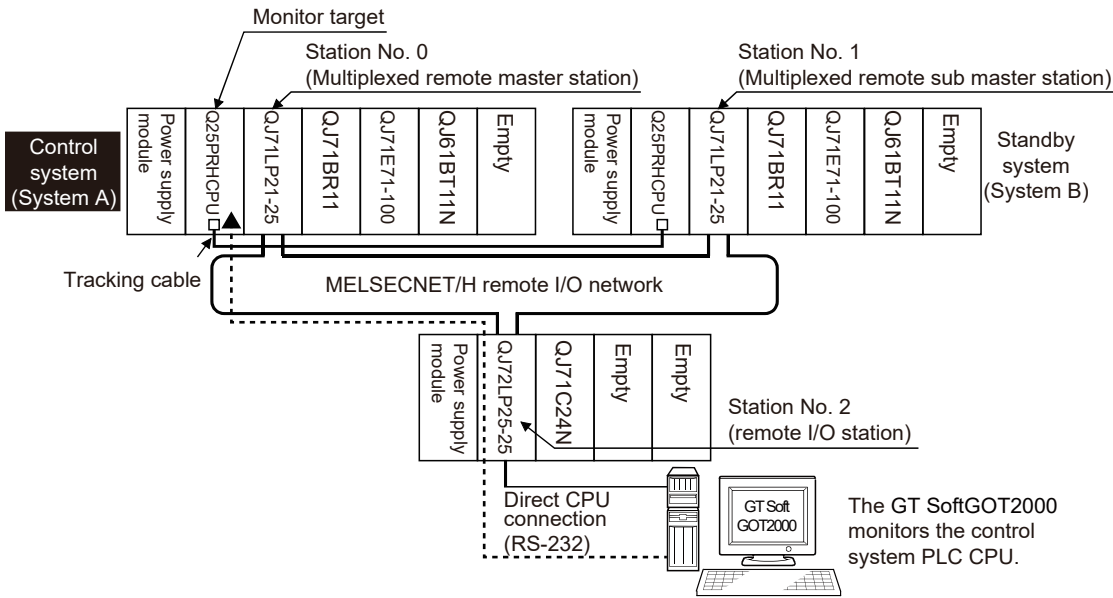 Monitor target
Station No. 0
(Multiplexed remote master station)
Station No. 1
(Multiplexed remote sub master station)
Control
system
(System A)
Power supply
module
Q25PRHCPU
QJ71LP21-25
QJ71BR11
QJ71E71-100
QJ61BT11N
Empty
Power supply
module
Q25PRHCPU
QJ71LP21-25
QJ71BR11
QJ71E71-100
QJ61BT11N
Empty
Standby
system
(System B)
Tracking cable
MELSECNET/H remote I/O network
Power supply
module
QJ72LP25-25
QJ71C24N
Empty
Empty
Station No. 2
(remote I/O station)
Direct CPU
connection
(RS-232)
GT Soft
GOT2000
The GT SoftGOT2000
monitors the control
system PLC CPU.